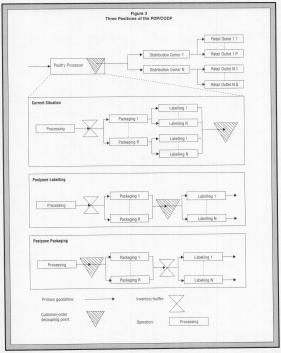 Figure 3
Three Positions of the PDP/CODP
Poultry Processor
Distribution Center 1
Distribution Center N
Retail Outlet 1.1
Retail Outlet 1.P
Retail Outlet N.1
Retail Outlet N.Q
Current Situation
Processing
Packaging 1
Packaging R
Labelling 1
Labelling N
Labelling 1
Labelling N
Postpone Labelling
Processing
Packaging 1
Packaging R
Labelling 1
Labelling N
Postpone Packaging
Processing
Packaging 1
Packaging R
Labelling 1
Labelling N
Primary goodsflow:
Inventory-buffer:
Customer-order
decoupling point:
Operation:
Processing